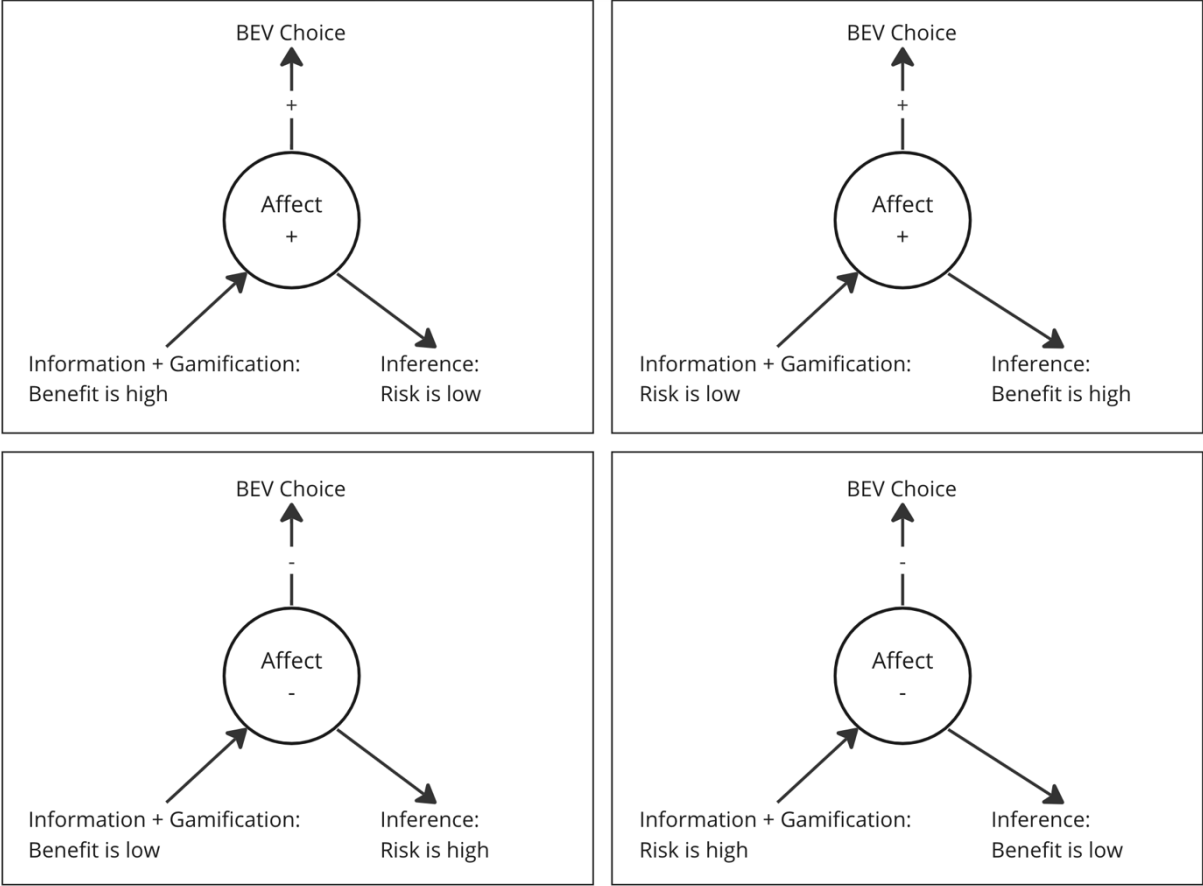 BEV Choice
+
Affect
+
Information + Gamification:
Benefit is high
Inference:
Risk is low
BEV Choice
+
Affect
+
Information + Gamification:
Risk is low
Inference:
Benefit is high
BEV Choice
-
Affect
-
Information + Gamification:
Benefit is low
Inference:
Risk is high
BEV Choice
-
Affect
-
Information + Gamification:
Risk is high
Inference:
Benefit is low